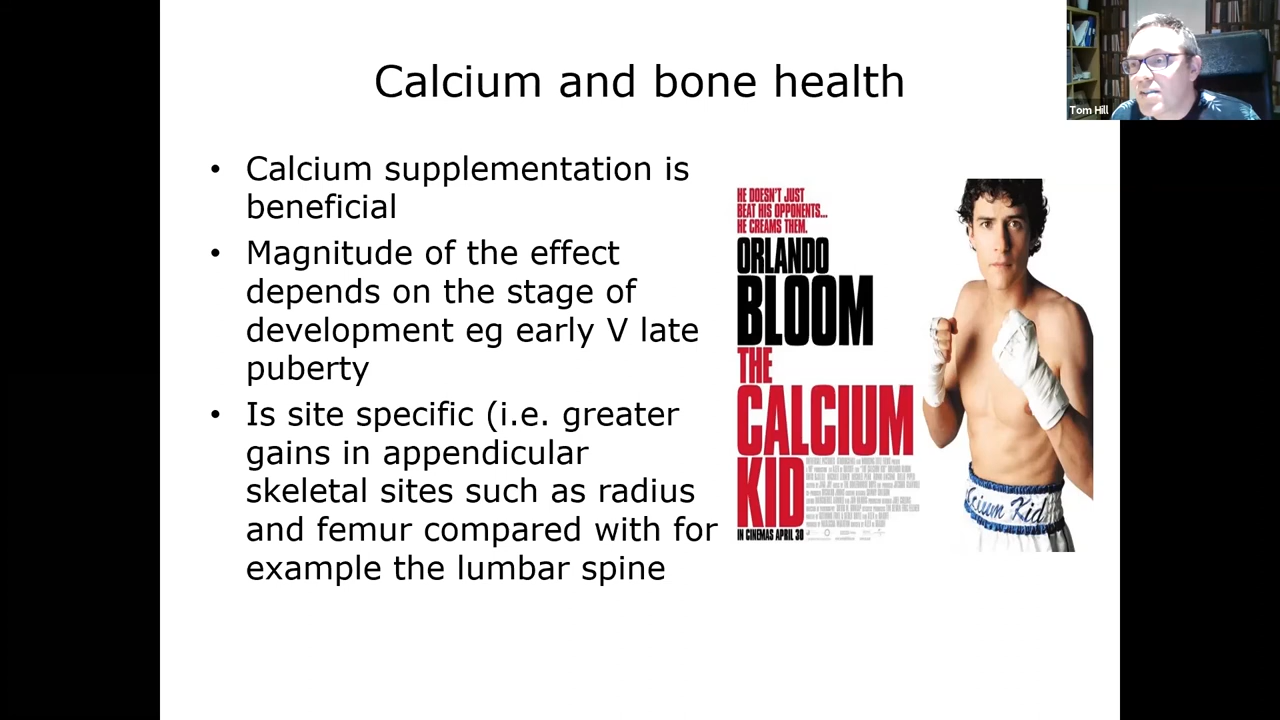 Calcium and bone health
Tom Hill
• Calcium supplementation is
beneficial
• Magnitude of the effect
depends on the stage of
development eg early V late
puberty
• Is site specific (i.e. greater
gains in appendicular
skeletal sites such as radius
and femur compared with for
example the lumbar spine
HE DOESN'T JUST
BEAT HIS OPPONENTS...
HE CREAMS THEM.
ORLANDO
BLOOM
THE
CALCIUM
KID
IN CINEMAS APRIL 30
cium Kid